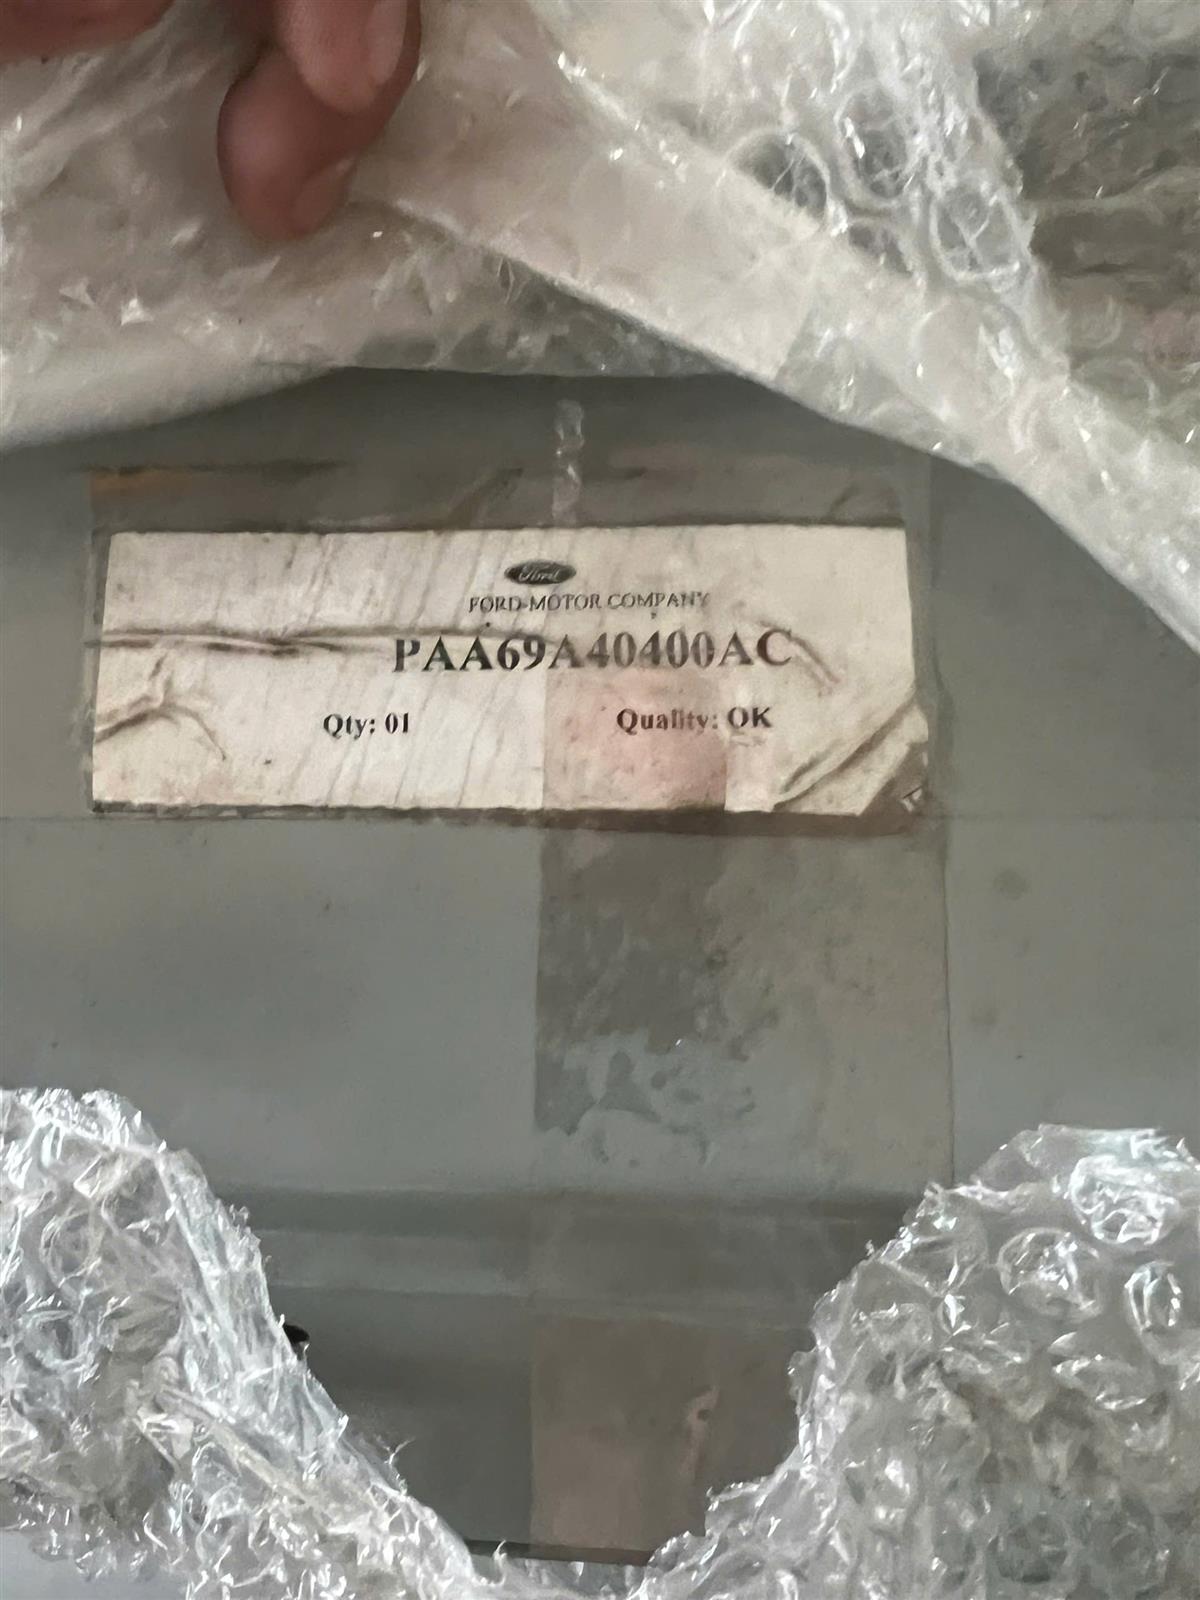 Ford
FORD MOTOR COMPANY
PAA69A40400AC
Qty: 01
Quality: OK